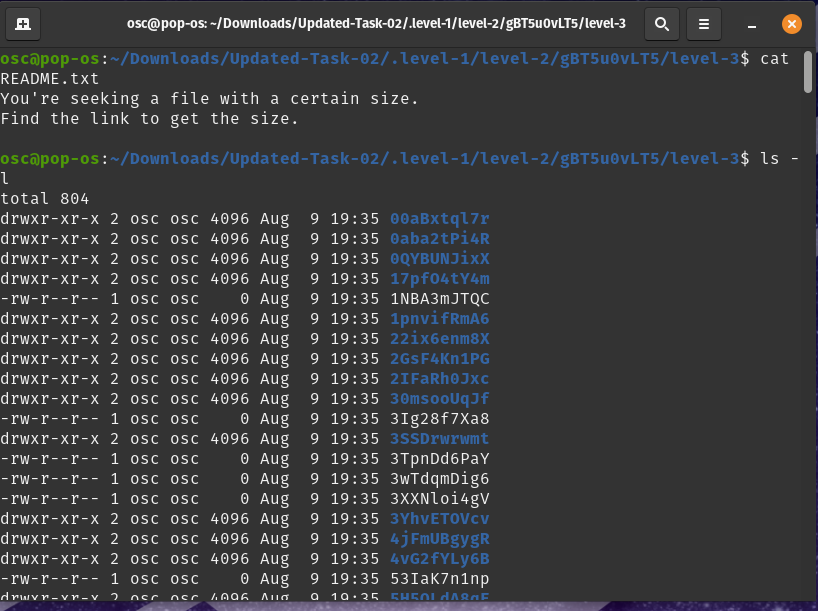 osc@pop-os: ~/Downloads/Updated-Task-02/.level-1/level-2/gBT5u0vLT5/level-3
osc@pop-os:~/Downloads/Updated-Task-02/.level-1/level-2/gBT5u0vLT5/level-3$ cat
README.txt
You're seeking a file with a certain size.
Find the link to get the size.
osc@pop-os:~/Downloads/Updated-Task-02/.level-1/level-2/gBT5u0vLT5/level-3$ ls -
l
total 804
drwxr-xr-x 2 osc osc 4096 Aug  9 19:35 00aBxtql7r
drwxr-xr-x 2 osc osc 4096 Aug  9 19:35 0aba2tPi4R
drwxr-xr-x 2 osc osc 4096 Aug  9 19:35 0QYBUNJixX
drwxr-xr-x 2 osc osc 4096 Aug  9 19:35 17pfO4tY4m
-rw-r--r-- 1 osc osc    0 Aug  9 19:35 1NBA3mJTQC
drwxr-xr-x 2 osc osc 4096 Aug  9 19:35 1pnvifRmA6
drwxr-xr-x 2 osc osc 4096 Aug  9 19:35 22ix6enm8X
drwxr-xr-x 2 osc osc 4096 Aug  9 19:35 2GsF4Kn1PG
drwxr-xr-x 2 osc osc 4096 Aug  9 19:35 2IFaRh0Jxc
drwxr-xr-x 2 osc osc 4096 Aug  9 19:35 30msooUqJf
-rw-r--r-- 1 osc osc    0 Aug  9 19:35 3Ig28f7Xa8
drwxr-xr-x 2 osc osc 4096 Aug  9 19:35 3SSDrwrwmt
-rw-r--r-- 1 osc osc    0 Aug  9 19:35 3TpnDd6PaY
-rw-r--r-- 1 osc osc    0 Aug  9 19:35 3wTdqmDig6
-rw-r--r-- 1 osc osc    0 Aug  9 19:35 3XXNloi4gV
drwxr-xr-x 2 osc osc 4096 Aug  9 19:35 3YhvETOVcv
drwxr-xr-x 2 osc osc 4096 Aug  9 19:35 4jFmUBgygR
drwxr-xr-x 2 osc osc 4096 Aug  9 19:35 4vG2fYLy6B
-rw-r--r-- 1 osc osc    0 Aug  9 19:35 53IaK7n1np
drwxr-xr-x 2 osc osc 4096 Aug  9 19:35